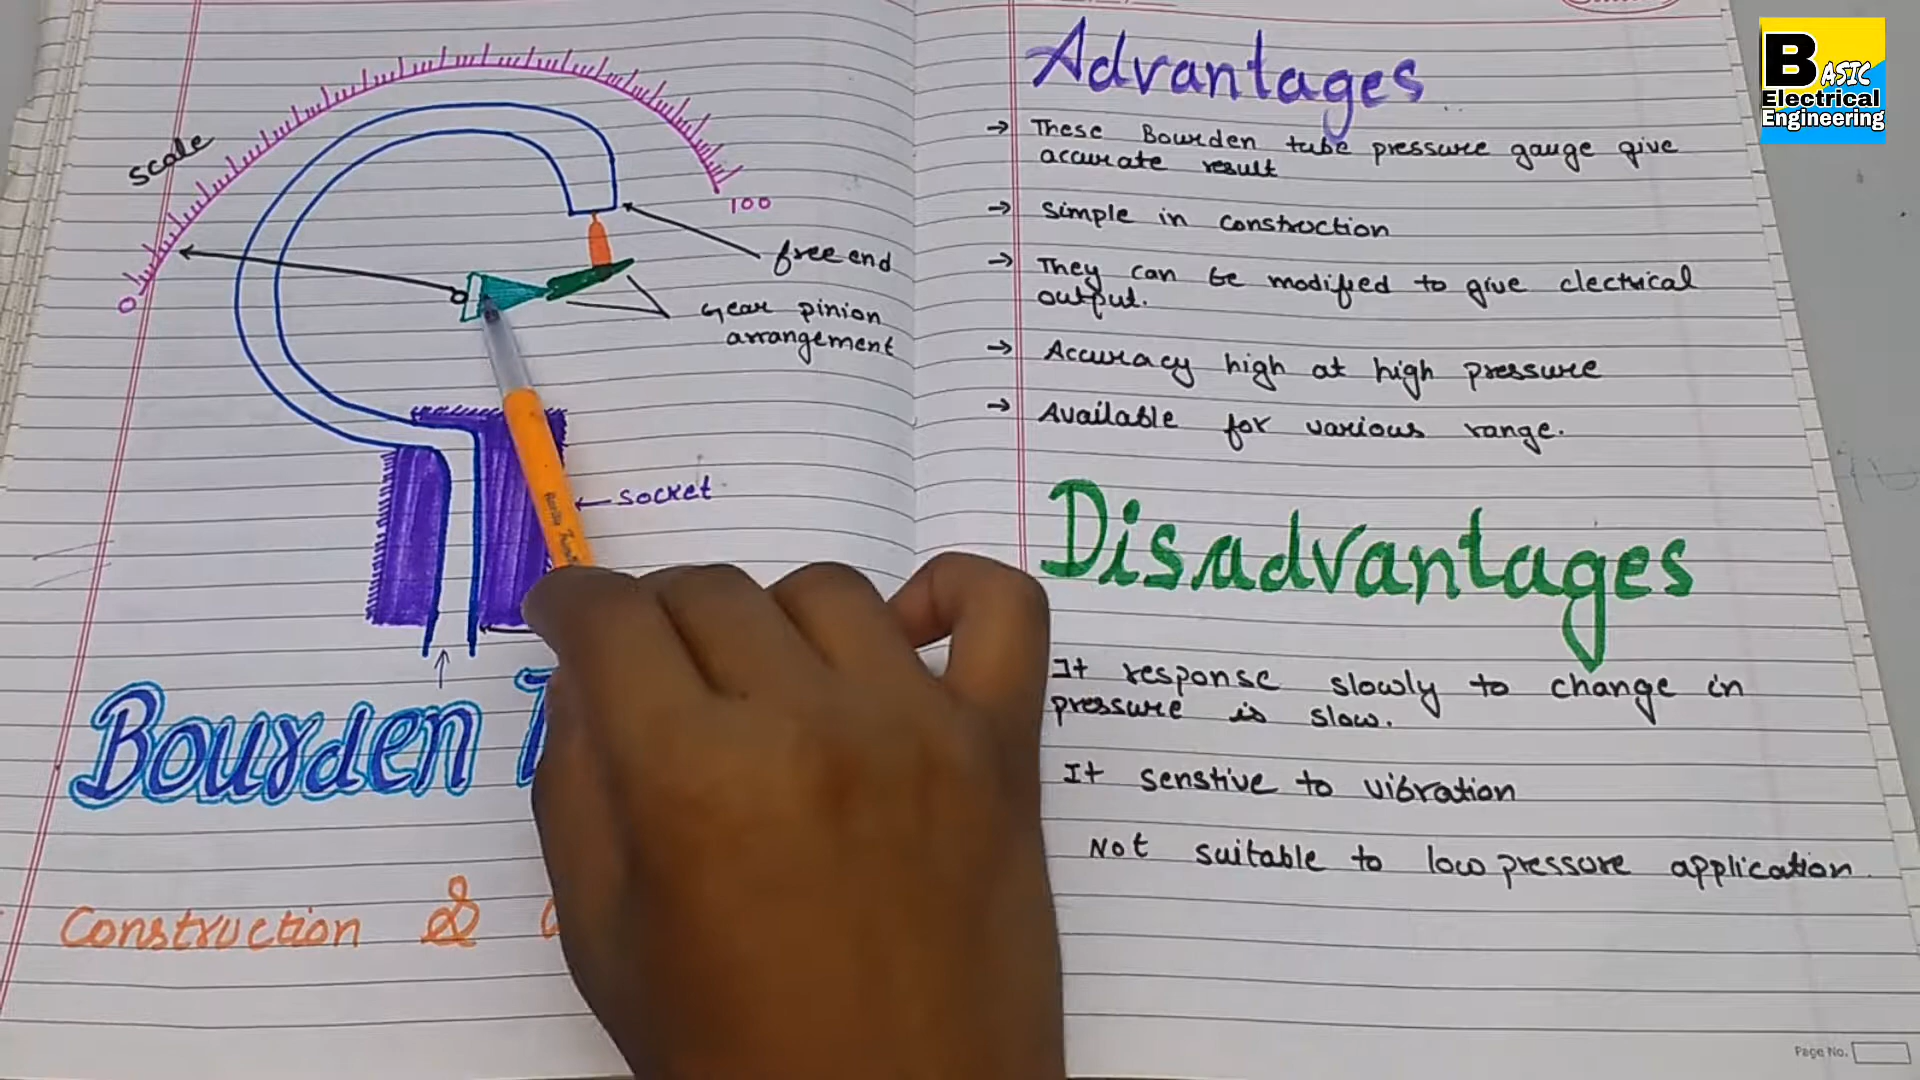 scale
0
100
free end
Gear pinion
arrangement
socket
Bourden
Construction &
Advantages
→ These Bourden tube pressure gauge give
accurate result
→ Simple in construction
→ They can be modified to give electrical
output.
→ Accuracy high at high pressure
→ Available for various range.
Disadvantages
It response slowly to change in
pressure is slow.
It senstive to vibration
Not suitable to low pressure application.
Page No.
BASIC
Electrical
Engineering